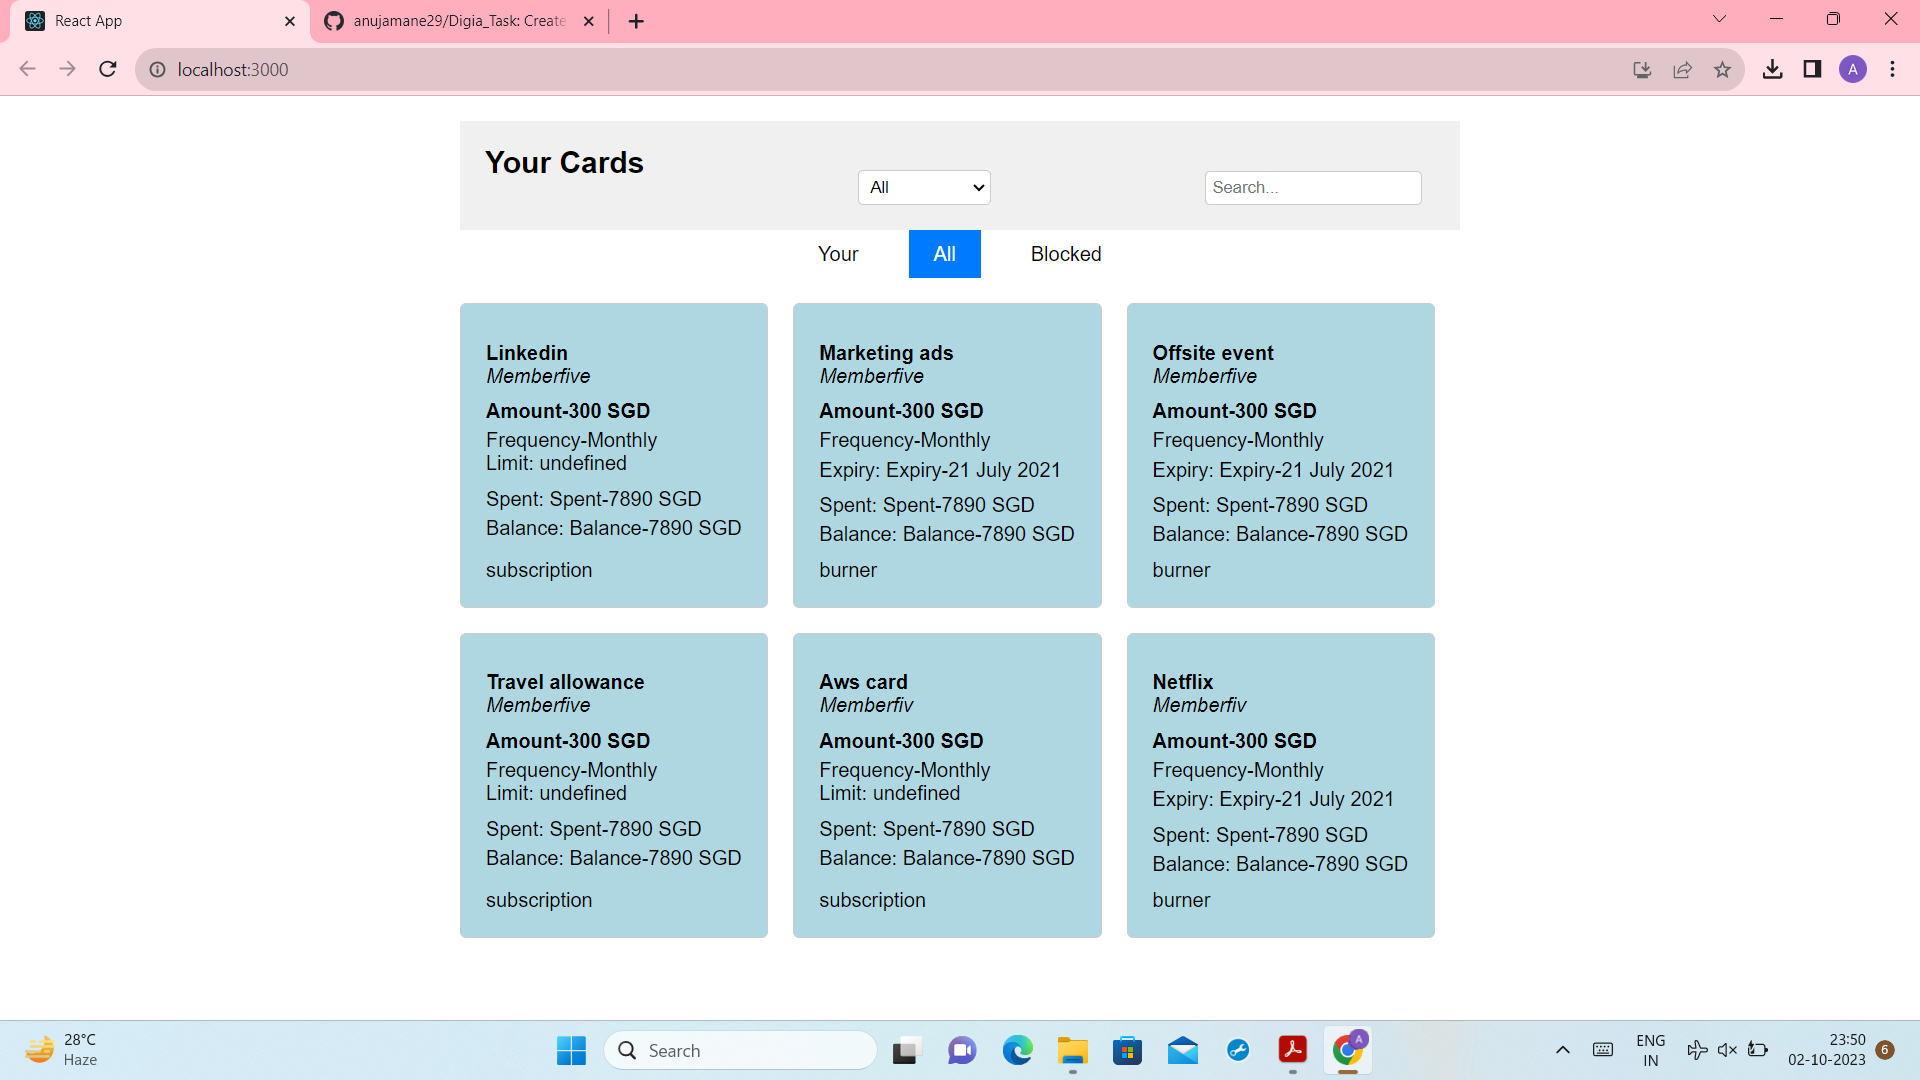 React App
anujamane29/Digia_Task: Create
localhost:3000
A
Your Cards
All
Search...
Your
All
Blocked
Linkedin
Memberfive
Amount-300 SGD
Frequency-Monthly
Limit: undefined
Spent: Spent-7890 SGD
Balance: Balance-7890 SGD
subscription
Marketing ads
Memberfive
Amount-300 SGD
Frequency-Monthly
Expiry: Expiry-21 July 2021
Spent: Spent-7890 SGD
Balance: Balance-7890 SGD
burner
Offsite event
Memberfive
Amount-300 SGD
Frequency-Monthly
Expiry: Expiry-21 July 2021
Spent: Spent-7890 SGD
Balance: Balance-7890 SGD
burner
Travel allowance
Memberfive
Amount-300 SGD
Frequency-Monthly
Limit: undefined
Spent: Spent-7890 SGD
Balance: Balance-7890 SGD
subscription
Aws card
Memberfiv
Amount-300 SGD
Frequency-Monthly
Limit: undefined
Spent: Spent-7890 SGD
Balance: Balance-7890 SGD
subscription
Netflix
Memberfiv
Amount-300 SGD
Frequency-Monthly
Expiry: Expiry-21 July 2021
Spent: Spent-7890 SGD
Balance: Balance-7890 SGD
burner
28°C
Haze
Search
A
ENG
IN
23:50
02-10-2023
6